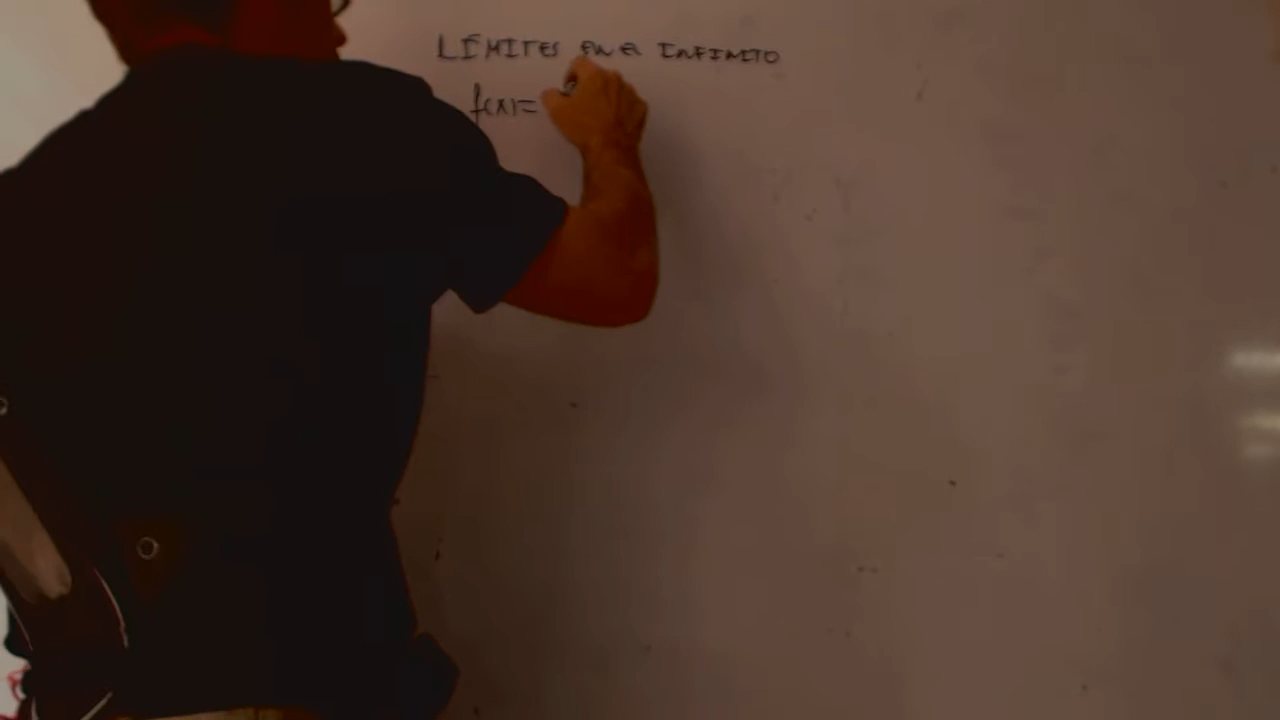 LÍMITES EN EL INFINITO
f(x)=